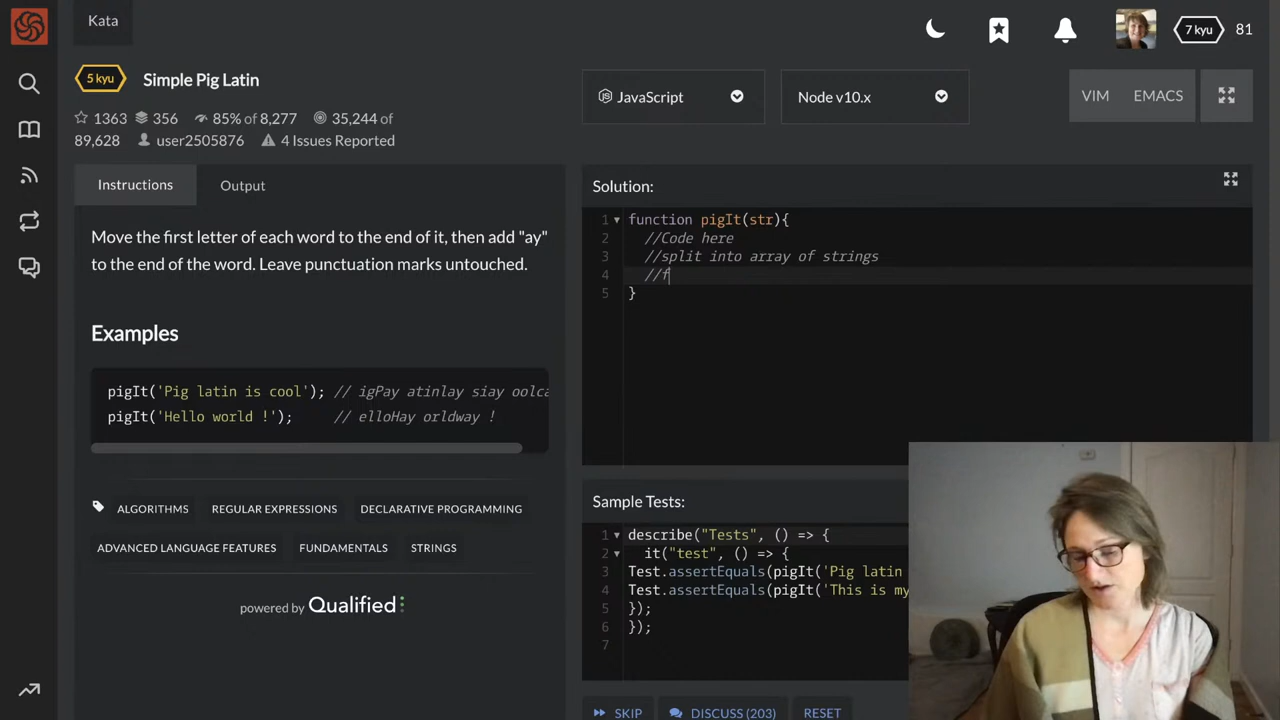 Kata
7 kyu
81
5 kyu
Simple Pig Latin
1363 356 85% of 8,277 35,244 of
89,628 user2505876 4 Issues Reported
JavaScript
Node v10.x
VIM
EMACS
Instructions
Output
Move the first letter of each word to the end of it, then add "ay"
to the end of the word. Leave punctuation marks untouched.
Examples
pigIt('Pig latin is cool'); // igPay atinlay siay oolca
pigIt('Hello world !');     // elloHay orldway !
ALGORITHMS
REGULAR EXPRESSIONS
DECLARATIVE PROGRAMMING
ADVANCED LANGUAGE FEATURES
FUNDAMENTALS
STRINGS
powered by Qualified
Solution:
1 function pigIt(str){
2   //Code here
3   //split into array of strings
4   //f
5 }
Sample Tests:
1 describe("Tests", () => {
2   it("test", () => {
3 Test.assertEquals(pigIt('Pig latin
4 Test.assertEquals(pigIt('This is my
5 });
6 });
7
SKIP
DISCUSS (203)
RESET